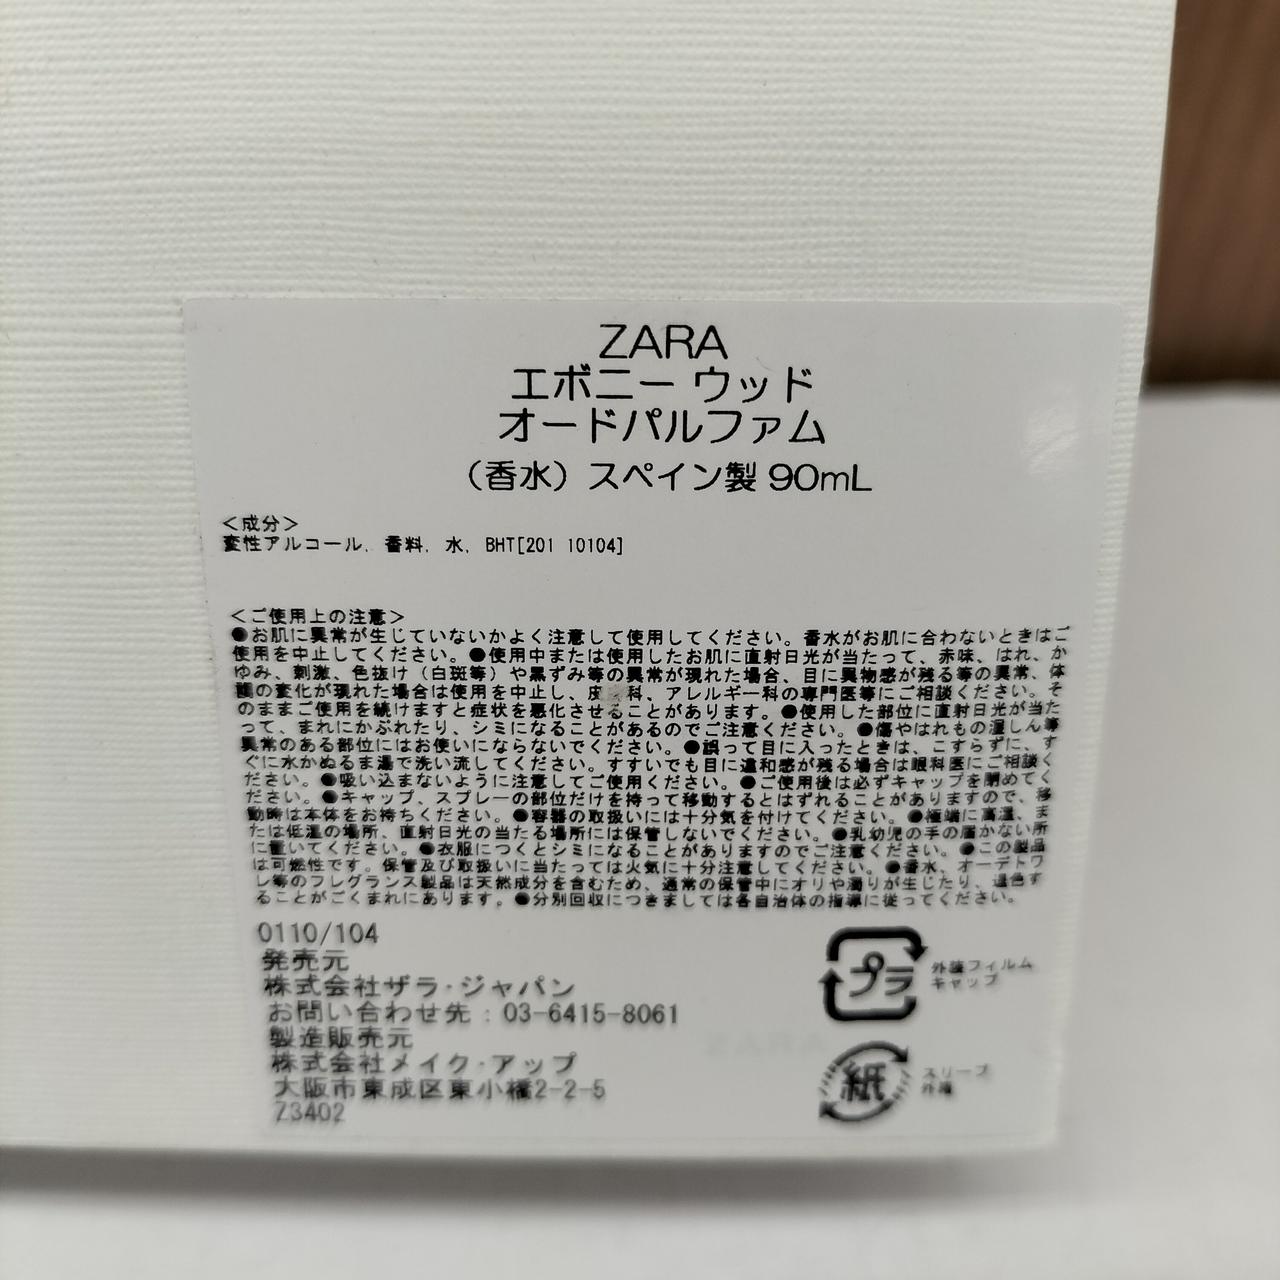 ZARA
エボニー ウッド
オードパルファム
（香水）スペイン製 90mL
＜成分＞
変性アルコール, 香料, 水, BHT[201 10104]
＜ご使用上の注意＞
●お肌に異常が生じていないかよく注意して使用してください。香水がお肌に合わないときはご
使用を中止してください。●使用中または使用したお肌に直射日光が当たって、赤味、はれ、か
ゆみ、刺激、色抜け（白斑等）や黒ずみ等の異常が現れた場合、目に異物感が残る等の異常、体
調の変化が現れた場合は使用を中止し、皮科、アレルギー科の専門医等にご相談ください。そ
のままご使用を続けますと症状を悪化させることがあります。●使用した部位に直射日光が当た
って、まれにかぶれたり、シミになることがあるのでご注意ください。●傷やはれもの湿しん等
異常のある部位にはお使いにならないでください。●誤って目に入ったときは、こすらずに、す
ぐに水かぬるま湯で洗い流してください。すすいでも目に違和感が残る場合は眼科医にご相談く
ださい。●吸い込まないように注意してご使用ください。●ご使用後は必ずキャップを閉めてく
ださい。●キャップ、スプレーの部位だけを持って移動するとはずれることがありますので、移
動時は本体をお持ちください。●容器の取扱いには十分気を付けてください。●極端に高温、ま
たは低温の場所、直射日光の当たる場所には保管しないでください。●乳幼児の手の届かない所
に置いてください。●衣服につくとシミになることがありますのでご注意ください。●この製品
は可燃性です。保管及び取扱いに当たっては火気に十分注意してください。●香水、オーデトワ
レ等のフレグランス製品は天然成分を含むため、通常の保管中にオリや濁りが生じたり、退色す
ることがごくまれにあります。●分別回収につきましては各自治体の指導に従ってください。
0110/104
発売元
株式会社ザラ・ジャパン
お問い合わせ先：03-6415-8061
製造販売元
株式会社メイク・アップ
大阪市東成区東小橋2-2-5
Z3402
プラ
外装フィルム
キャップ
紙
スリーブ
外箱